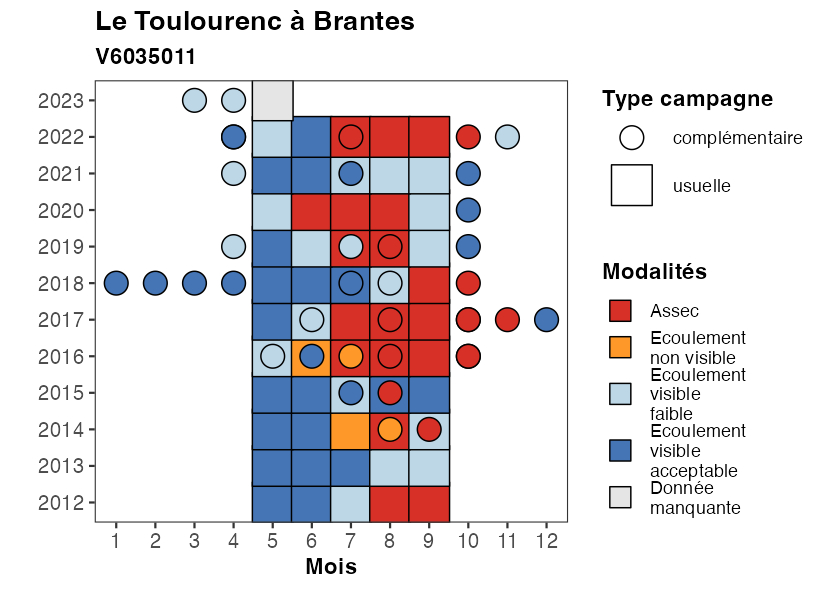 Le Toulourenc à Brantes
V6035011
2023
2022
2021
2020
2019
2018
2017
2016
2015
2014
2013
2012
1 2 3 4 5 6 7 8 9 10 11 12
Mois
Type campagne
complémentaire
usuelle
Modalités
Assec
Ecoulement
non visible
Ecoulement
visible
faible
Ecoulement
visible
acceptable
Donnée
manquante